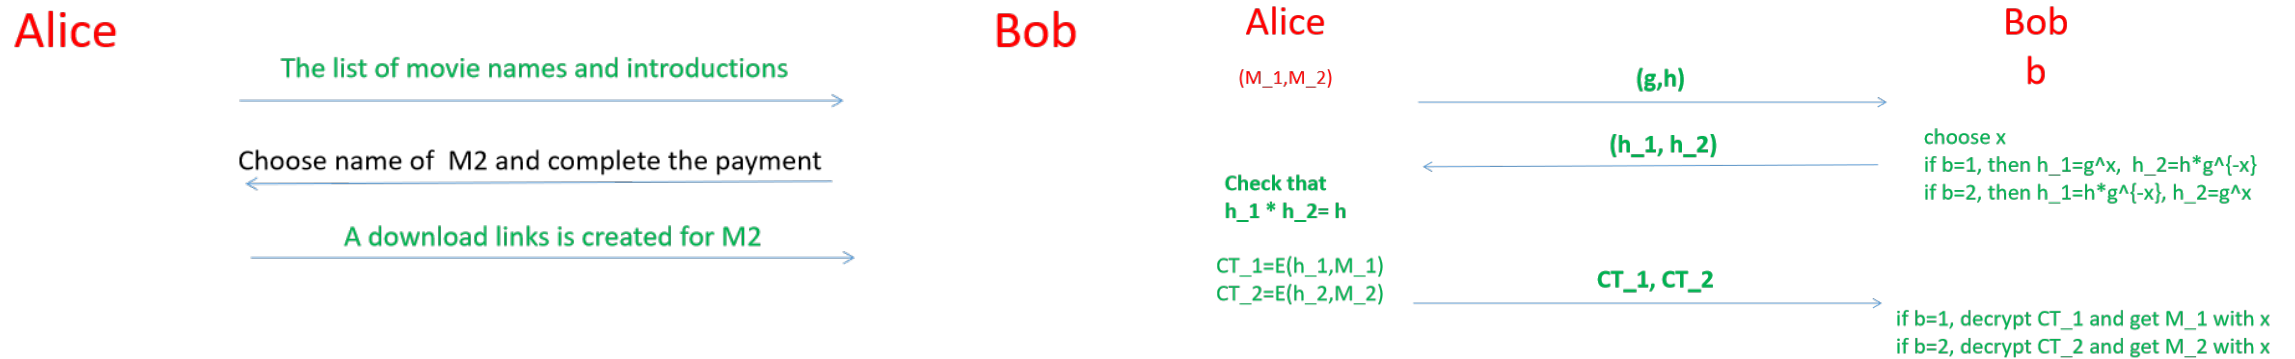 Alice
Bob
The list of movie names and introductions
Choose name of M2 and complete the payment
A download links is created for M2
Alice
Bob
b
(M_1,M_2)
(g,h)
(h_1, h_2)
choose x
if b=1, then h_1=g^x, h_2=h*g^{-x}
if b=2, then h_1=h*g^{-x}, h_2=g^x
Check that
h_1 * h_2= h
CT_1=E(h_1,M_1)
CT_2=E(h_2,M_2)
CT_1, CT_2
if b=1, decrypt CT_1 and get M_1 with x
if b=2, decrypt CT_2 and get M_2 with x